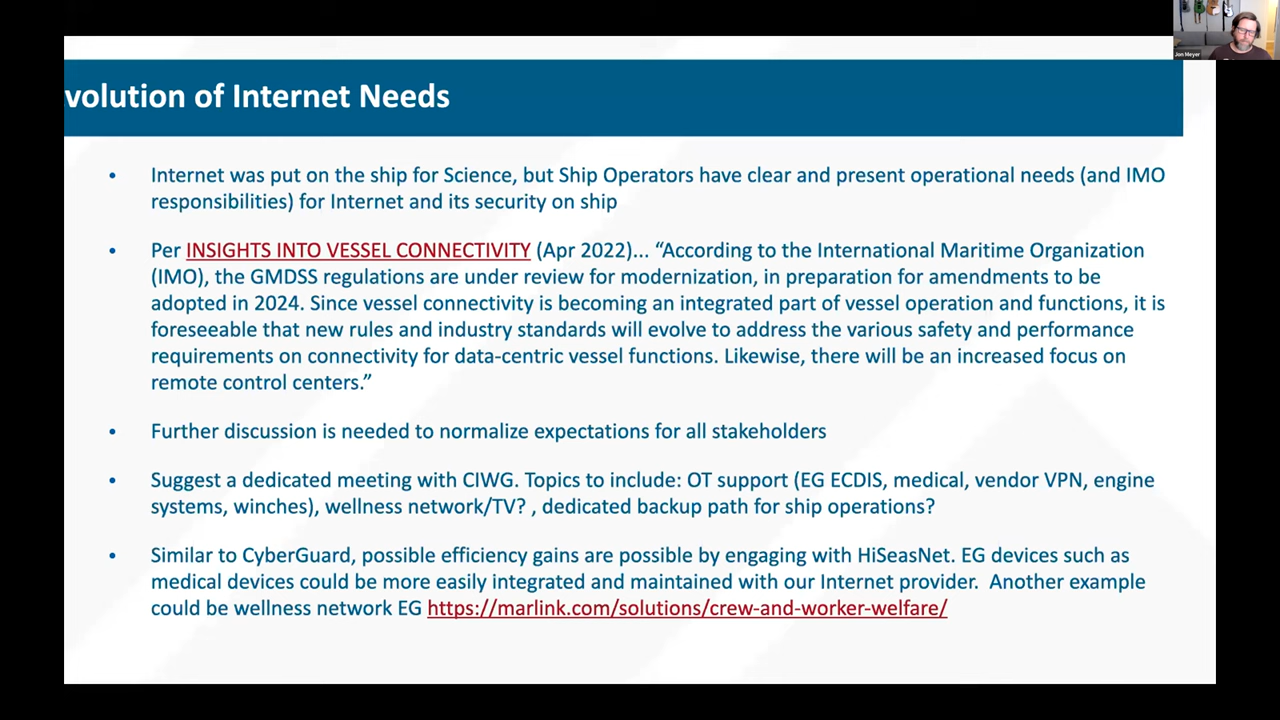 Jon Meyer
volution of Internet Needs
• Internet was put on the ship for Science, but Ship Operators have clear and present operational needs (and IMO
responsibilities) for Internet and its security on ship
• Per INSIGHTS INTO VESSEL CONNECTIVITY (Apr 2022)... “According to the International Maritime Organization
(IMO), the GMDSS regulations are under review for modernization, in preparation for amendments to be
adopted in 2024. Since vessel connectivity is becoming an integrated part of vessel operation and functions, it is
foreseeable that new rules and industry standards will evolve to address the various safety and performance
requirements on connectivity for data-centric vessel functions. Likewise, there will be an increased focus on
remote control centers.”
• Further discussion is needed to normalize expectations for all stakeholders
• Suggest a dedicated meeting with CIWG. Topics to include: OT support (EG ECDIS, medical, vendor VPN, engine
systems, winches), wellness network/TV? , dedicated backup path for ship operations?
• Similar to CyberGuard, possible efficiency gains are possible by engaging with HiSeasNet. EG devices such as
medical devices could be more easily integrated and maintained with our Internet provider.  Another example
could be wellness network EG https://marlink.com/solutions/crew-and-worker-welfare/